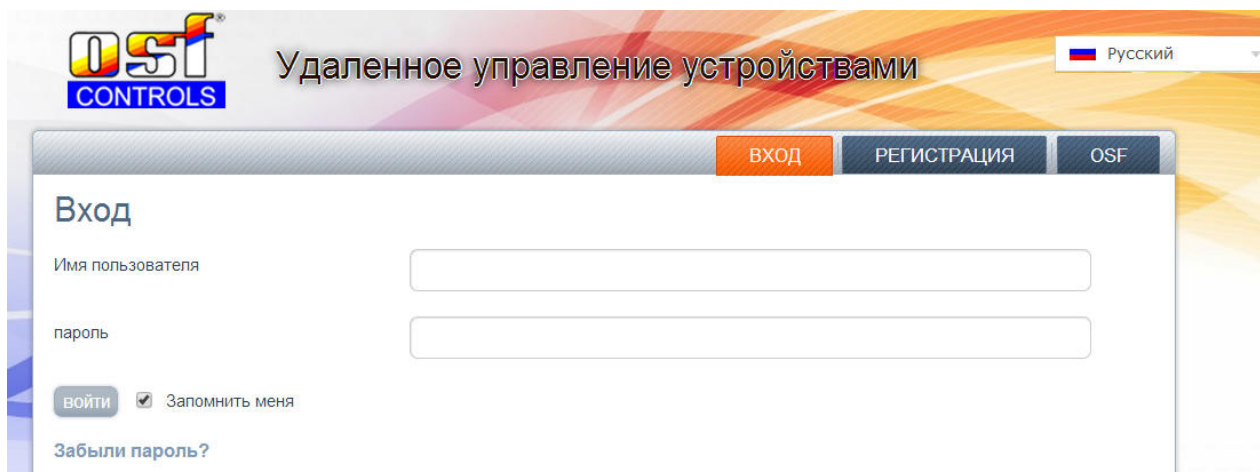 osf®
CONTROLS
Удаленное управление устройствами
Русский
ВХОД
РЕГИСТРАЦИЯ
OSF
Вход
Имя пользователя
пароль
войти
Запомнить меня
Забыли пароль?